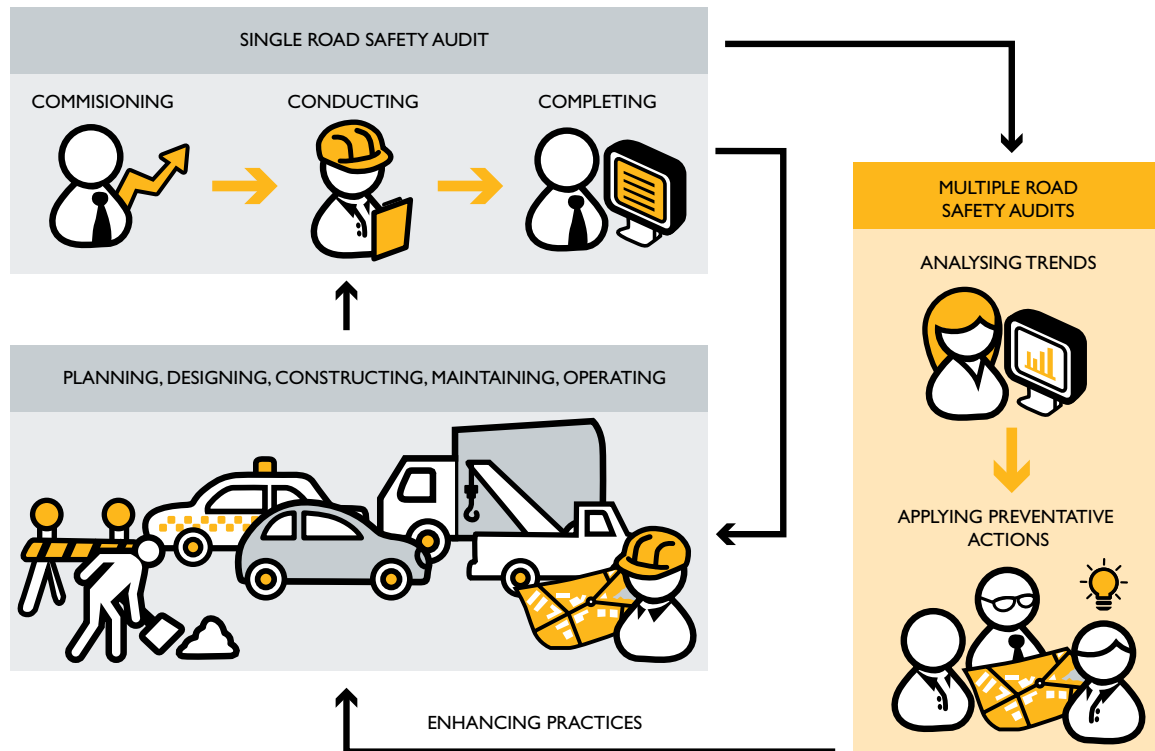 SINGLE ROAD SAFETY AUDIT
COMMISIONING
CONDUCTING
COMPLETING
MULTIPLE ROAD
SAFETY AUDITS
ANALYSING TRENDS
PLANNING, DESIGNING, CONSTRUCTING, MAINTAINING, OPERATING
APPLYING PREVENTATIVE
ACTIONS
ENHANCING PRACTICES